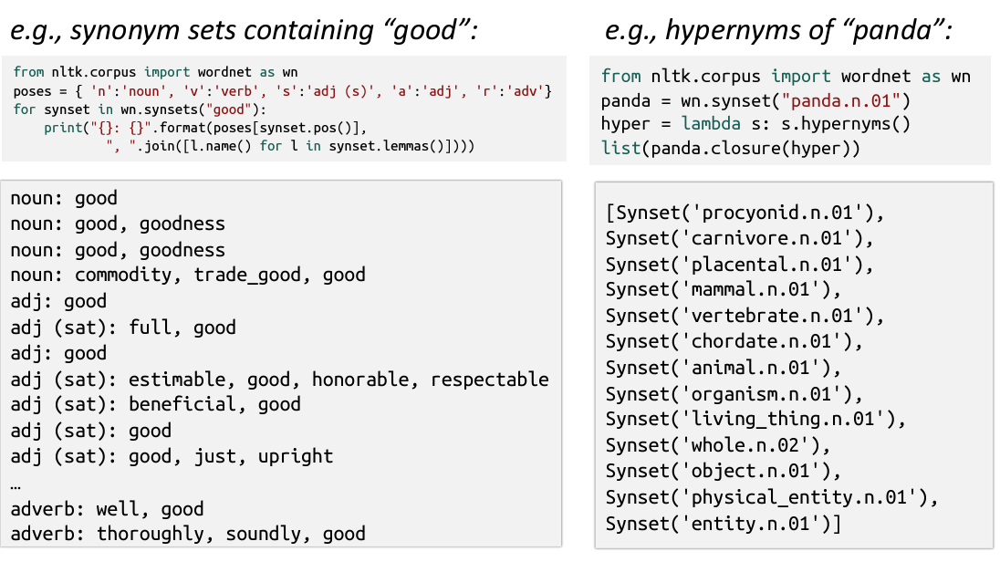 e.g., synonym sets containing “good”:
from nltk.corpus import wordnet as wn
poses = { 'n':'noun', 'v':'verb', 's':'adj (s)', 'a':'adj', 'r':'adv'}
for synset in wn.synsets("good"):
    print("{}: {}".format(poses[synset.pos()],
            ", ".join([l.name() for l in synset.lemmas()])))
noun: good
noun: good, goodness
noun: good, goodness
noun: commodity, trade_good, good
adj: good
adj (sat): full, good
adj: good
adj (sat): estimable, good, honorable, respectable
adj (sat): beneficial, good
adj (sat): good
adj (sat): good, just, upright
…
adverb: well, good
adverb: thoroughly, soundly, good
e.g., hypernyms of “panda”:
from nltk.corpus import wordnet as wn
panda = wn.synset("panda.n.01")
hyper = lambda s: s.hypernyms()
list(panda.closure(hyper))
[Synset('procyonid.n.01'),
Synset('carnivore.n.01'),
Synset('placental.n.01'),
Synset('mammal.n.01'),
Synset('vertebrate.n.01'),
Synset('chordate.n.01'),
Synset('animal.n.01'),
Synset('organism.n.01'),
Synset('living_thing.n.01'),
Synset('whole.n.02'),
Synset('object.n.01'),
Synset('physical_entity.n.01'),
Synset('entity.n.01')]